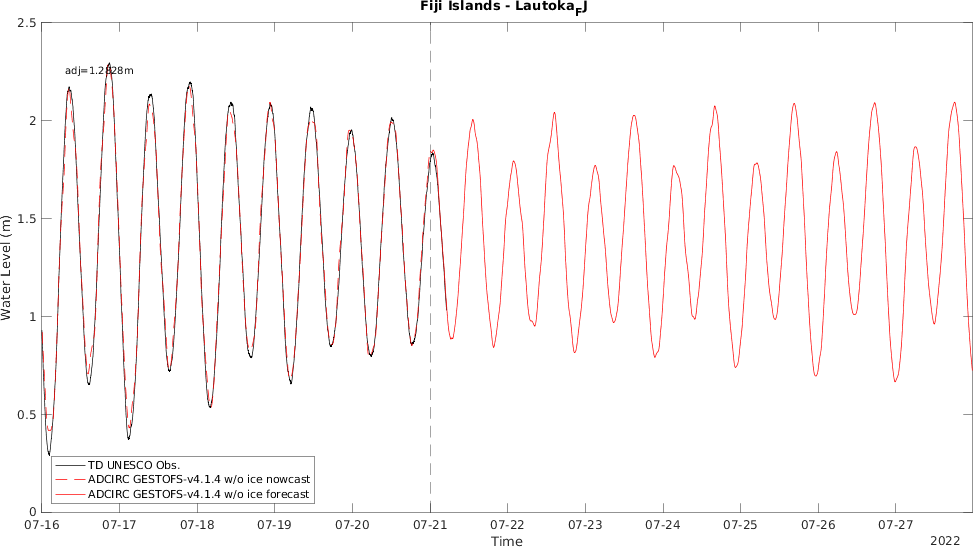 Fiji Islands - Lautoka_FJ
2.5
adj=1.2828m
2
1.5
Water Level (m)
1
0.5
TD UNESCO Obs.
ADCIRC GESTOFS-v4.1.4 w/o ice nowcast
ADCIRC GESTOFS-v4.1.4 w/o ice forecast
0
07-16 07-17 07-18 07-19 07-20 07-21 07-22 07-23 07-24 07-25 07-26 07-27
Time
2022